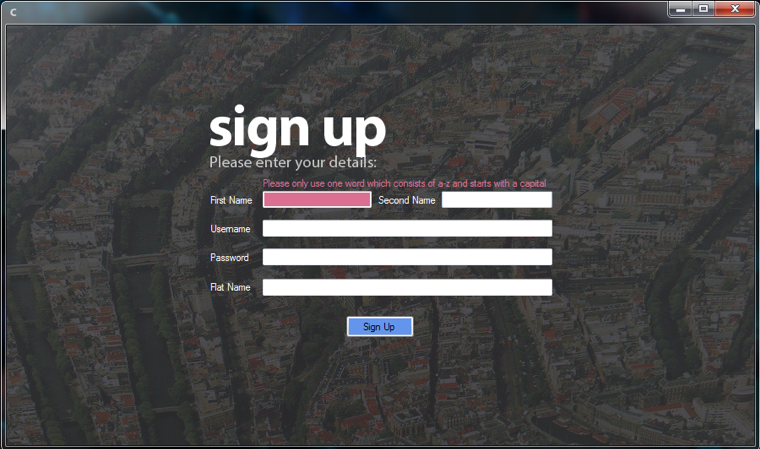 C
sign up
Please enter your details:
Please only use one word which consists of a-z and starts with a capital
First Name
Second Name
Username
Password
Flat Name
Sign Up